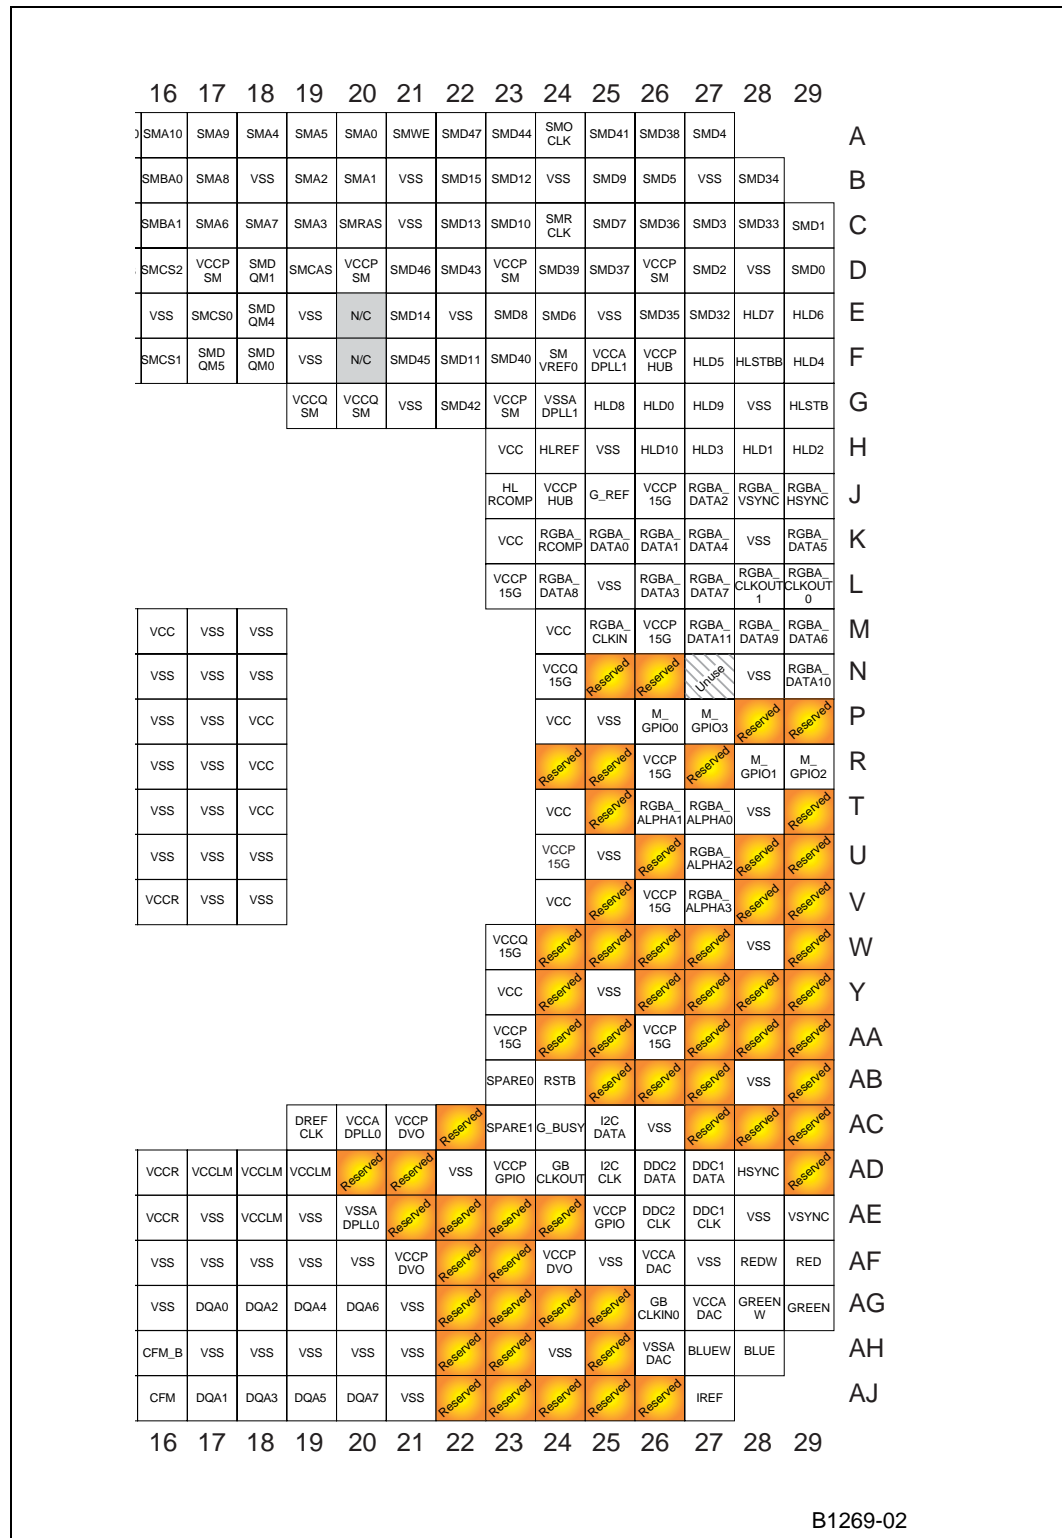 16 17 18 19 20 21 22 23 24 25 26 27 28 29
SMA10 SMA9 SMA4 SMA5 SMA0 SMWE SMD47 SMD44 SMO CLK SMD41 SMD38 SMD4 A
SMBA0 SMA8 VSS SMA2 SMA1 VSS SMD15 SMD12 VSS SMD9 SMD5 VSS SMD34 B
SMBA1 SMA6 SMA7 SMA3 SMRAS VSS SMD13 SMD10 SMR CLK SMD7 SMD36 SMD3 SMD33 SMD1 C
SMCS2 VCCP SM SMD QM1 SMCAS VCCP SM SMD46 SMD43 VCCP SM SMD39 SMD37 VCCP SM SMD2 VSS SMD0 D
VSS SMCS0 SMD QM4 VSS N/C SMD14 VSS SMD8 SMD6 VSS SMD35 SMD32 HLD7 HLD6 E
SMCS1 SMD QM5 SMD QM0 VSS N/C SMD45 SMD11 SMD40 SM VREF0 VCCA DPLL1 VCCP HUB HLD5 HLSTBB HLD4 F
VCCQ SM VCCQ SM VSS SMD42 VCCP SM VSSA DPLL1 HLD8 HLD0 HLD9 VSS HLSTB G
VCC HLREF VSS HLD10 HLD3 HLD1 HLD2 H
HL RCOMP VCCP HUB G_REF VCCP 15G RGBA_ DATA2 RGBA_ VSYNC RGBA_ HSYNC J
VCC RGBA_ RCOMP RGBA_ DATA0 RGBA_ DATA1 RGBA_ DATA4 VSS RGBA_ DATA5 K
VCCP 15G RGBA_ DATA8 VSS RGBA_ DATA3 RGBA_ DATA7 RGBA_ CLKOUT 1 RGBA_ CLKOUT 0 L
VCC VSS VSS VCC RGBA_ CLKIN VCCP 15G RGBA_ DATA11 RGBA_ DATA9 RGBA_ DATA6 M
VSS VSS VSS VCCQ 15G Reserved Reserved Unuse VSS RGBA_ DATA10 N
VSS VSS VCC VCC VSS M_ GPIO0 M_ GPIO3 Reserved Reserved P
VSS VSS VCC Reserved Reserved VCCP 15G Reserved M_ GPIO1 M_ GPIO2 R
VSS VSS VCC VCC Reserved RGBA_ ALPHA1 RGBA_ ALPHA0 VSS Reserved T
VSS VSS VSS VCCP 15G VSS Reserved RGBA_ ALPHA2 Reserved Reserved U
VCCR VSS VSS VCC Reserved VCCP 15G RGBA_ ALPHA3 Reserved Reserved V
VCCQ 15G Reserved Reserved Reserved Reserved VSS Reserved W
VCC Reserved VSS Reserved Reserved Reserved Reserved Y
VCCP 15G Reserved Reserved VCCP 15G Reserved Reserved Reserved AA
SPARE0 RSTB Reserved Reserved Reserved VSS Reserved AB
DREF CLK VCCA DPLL0 VCCP DVO Reserved SPARE1 G_BUSY I2C DATA VSS Reserved Reserved Reserved AC
VCCR VCCLM VCCLM VCCLM Reserved Reserved VSS VCCP GPIO GB CLKOUT I2C CLK DDC2 DATA DDC1 DATA HSYNC Reserved AD
VCCR VSS VCCLM VSS VSSA DPLL0 Reserved Reserved Reserved Reserved VCCP GPIO DDC2 CLK DDC1 CLK VSS VSYNC AE
VSS VSS VSS VSS VSS VCCP DVO Reserved Reserved VCCP DVO VSS VCCA DAC VSS REDW RED AF
VSS DQA0 DQA2 DQA4 DQA6 VSS Reserved Reserved Reserved Reserved GB CLKIN0 VCCA DAC GREEN W GREEN AG
CFM_B VSS VSS VSS VSS VSS Reserved Reserved VSS Reserved VSSA DAC BLUEW BLUE AH
CFM DQA1 DQA3 DQA5 DQA7 VSS Reserved Reserved Reserved Reserved Reserved IREF AJ
16 17 18 19 20 21 22 23 24 25 26 27 28 29
B1269-02